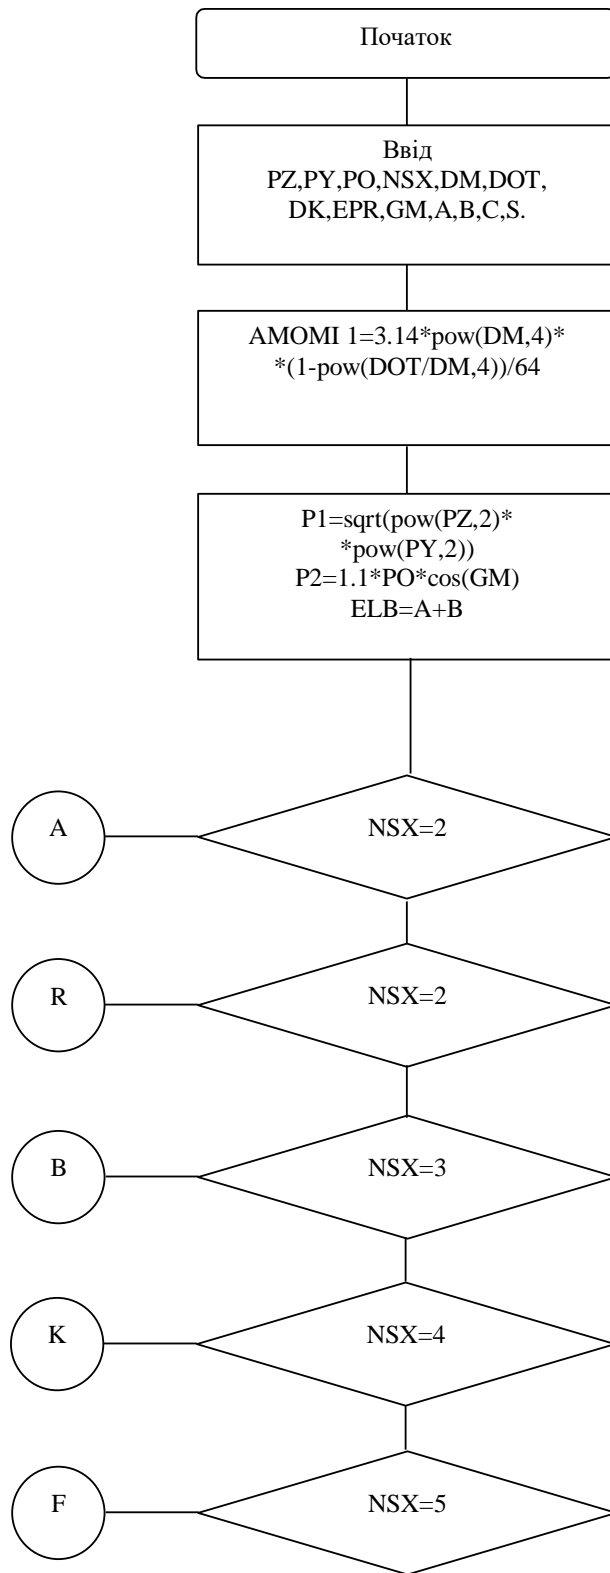 Початок
Ввід
PZ,PY,PO,NSX,DM,DOT,
DK,EPR,GM,A,B,C,S.
AMOMI 1=3.14*pow(DM,4)*
*(1-pow(DOT/DM,4))/64
P1=sqrt(pow(PZ,2)*
*pow(PY,2))
P2=1.1*PO*cos(GM)
ELB=A+B
A
NSX=2
R
NSX=2
B
NSX=3
K
NSX=4
F
NSX=5